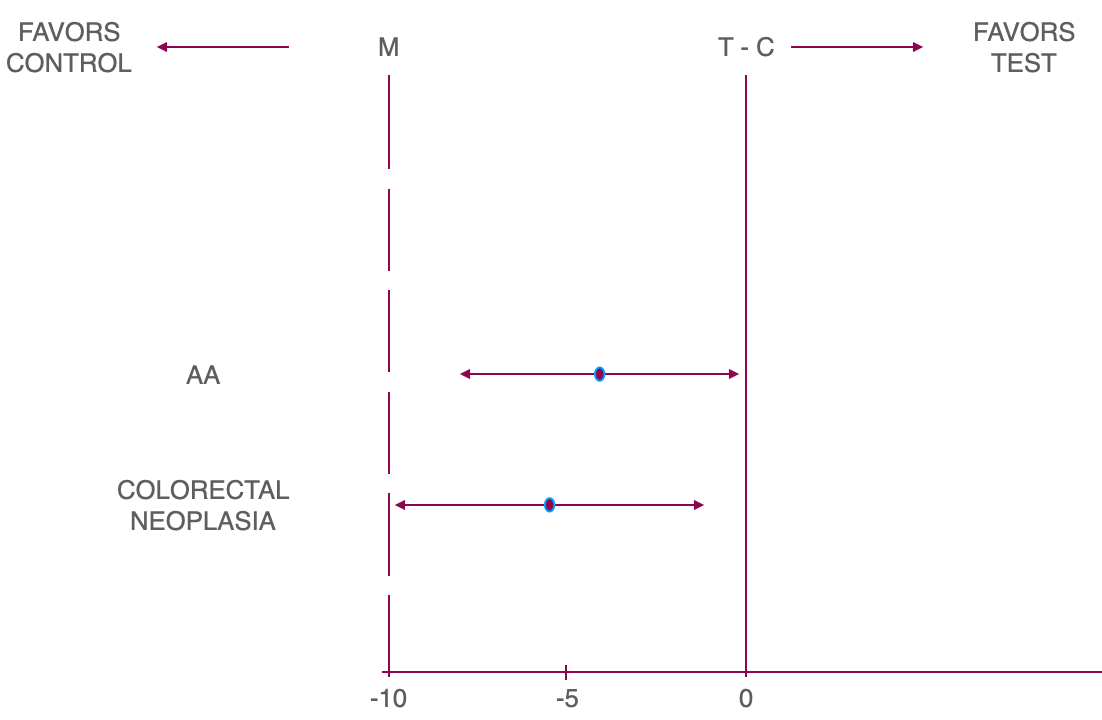 FAVORS
CONTROL
M
T - C
FAVORS
TEST
AA
COLORECTAL
NEOPLASIA
-10
-5
0